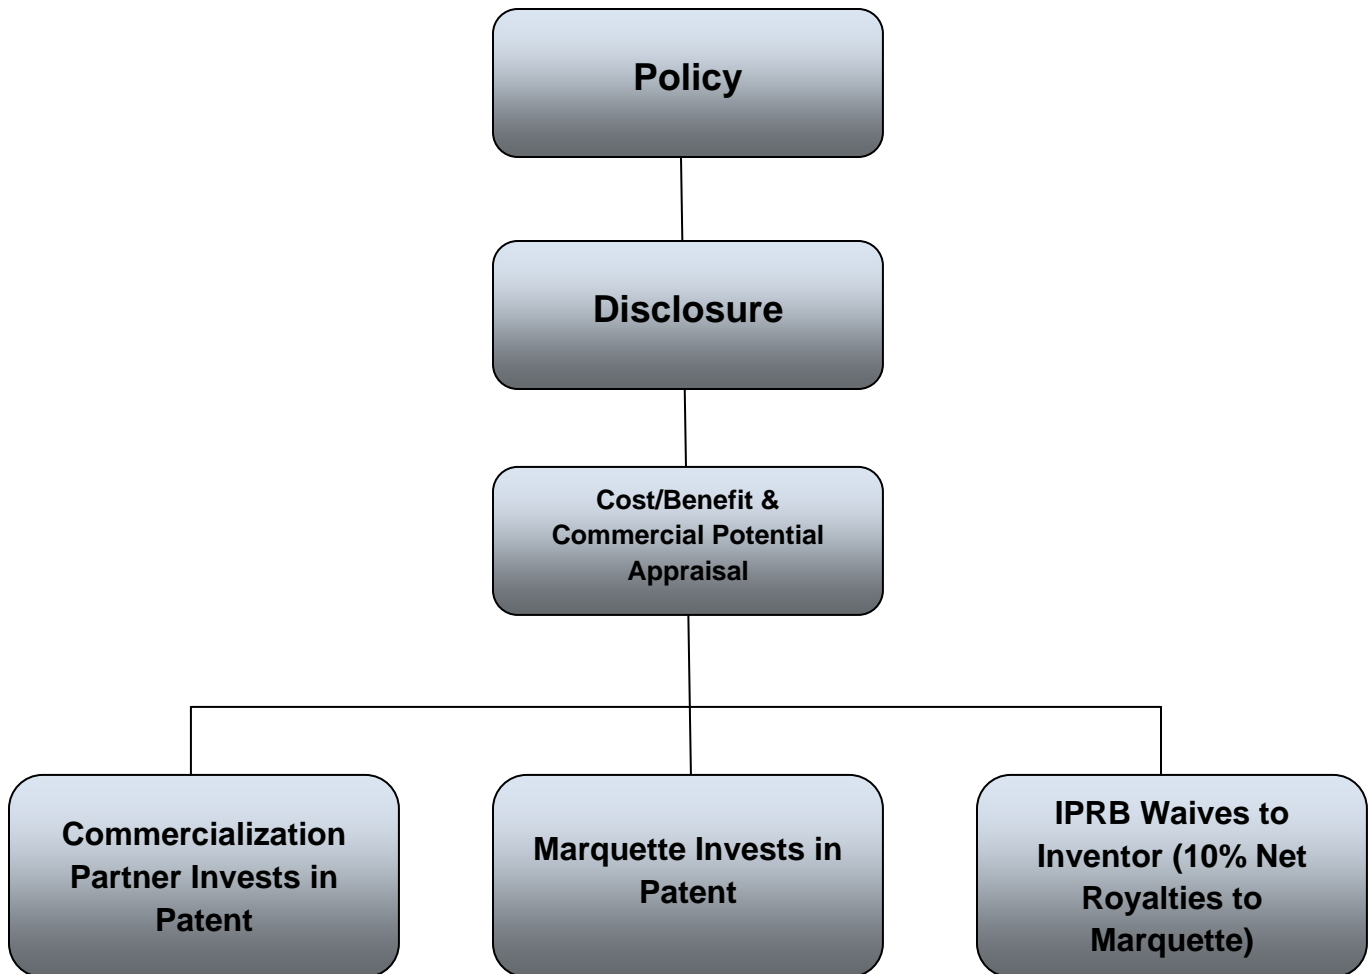 Policy
Disclosure
Cost/Benefit &
Commercial Potential
Appraisal
Commercialization
Partner Invests in
Patent
Marquette Invests in
Patent
IPRB Waives to
Inventor (10% Net
Royalties to
Marquette)